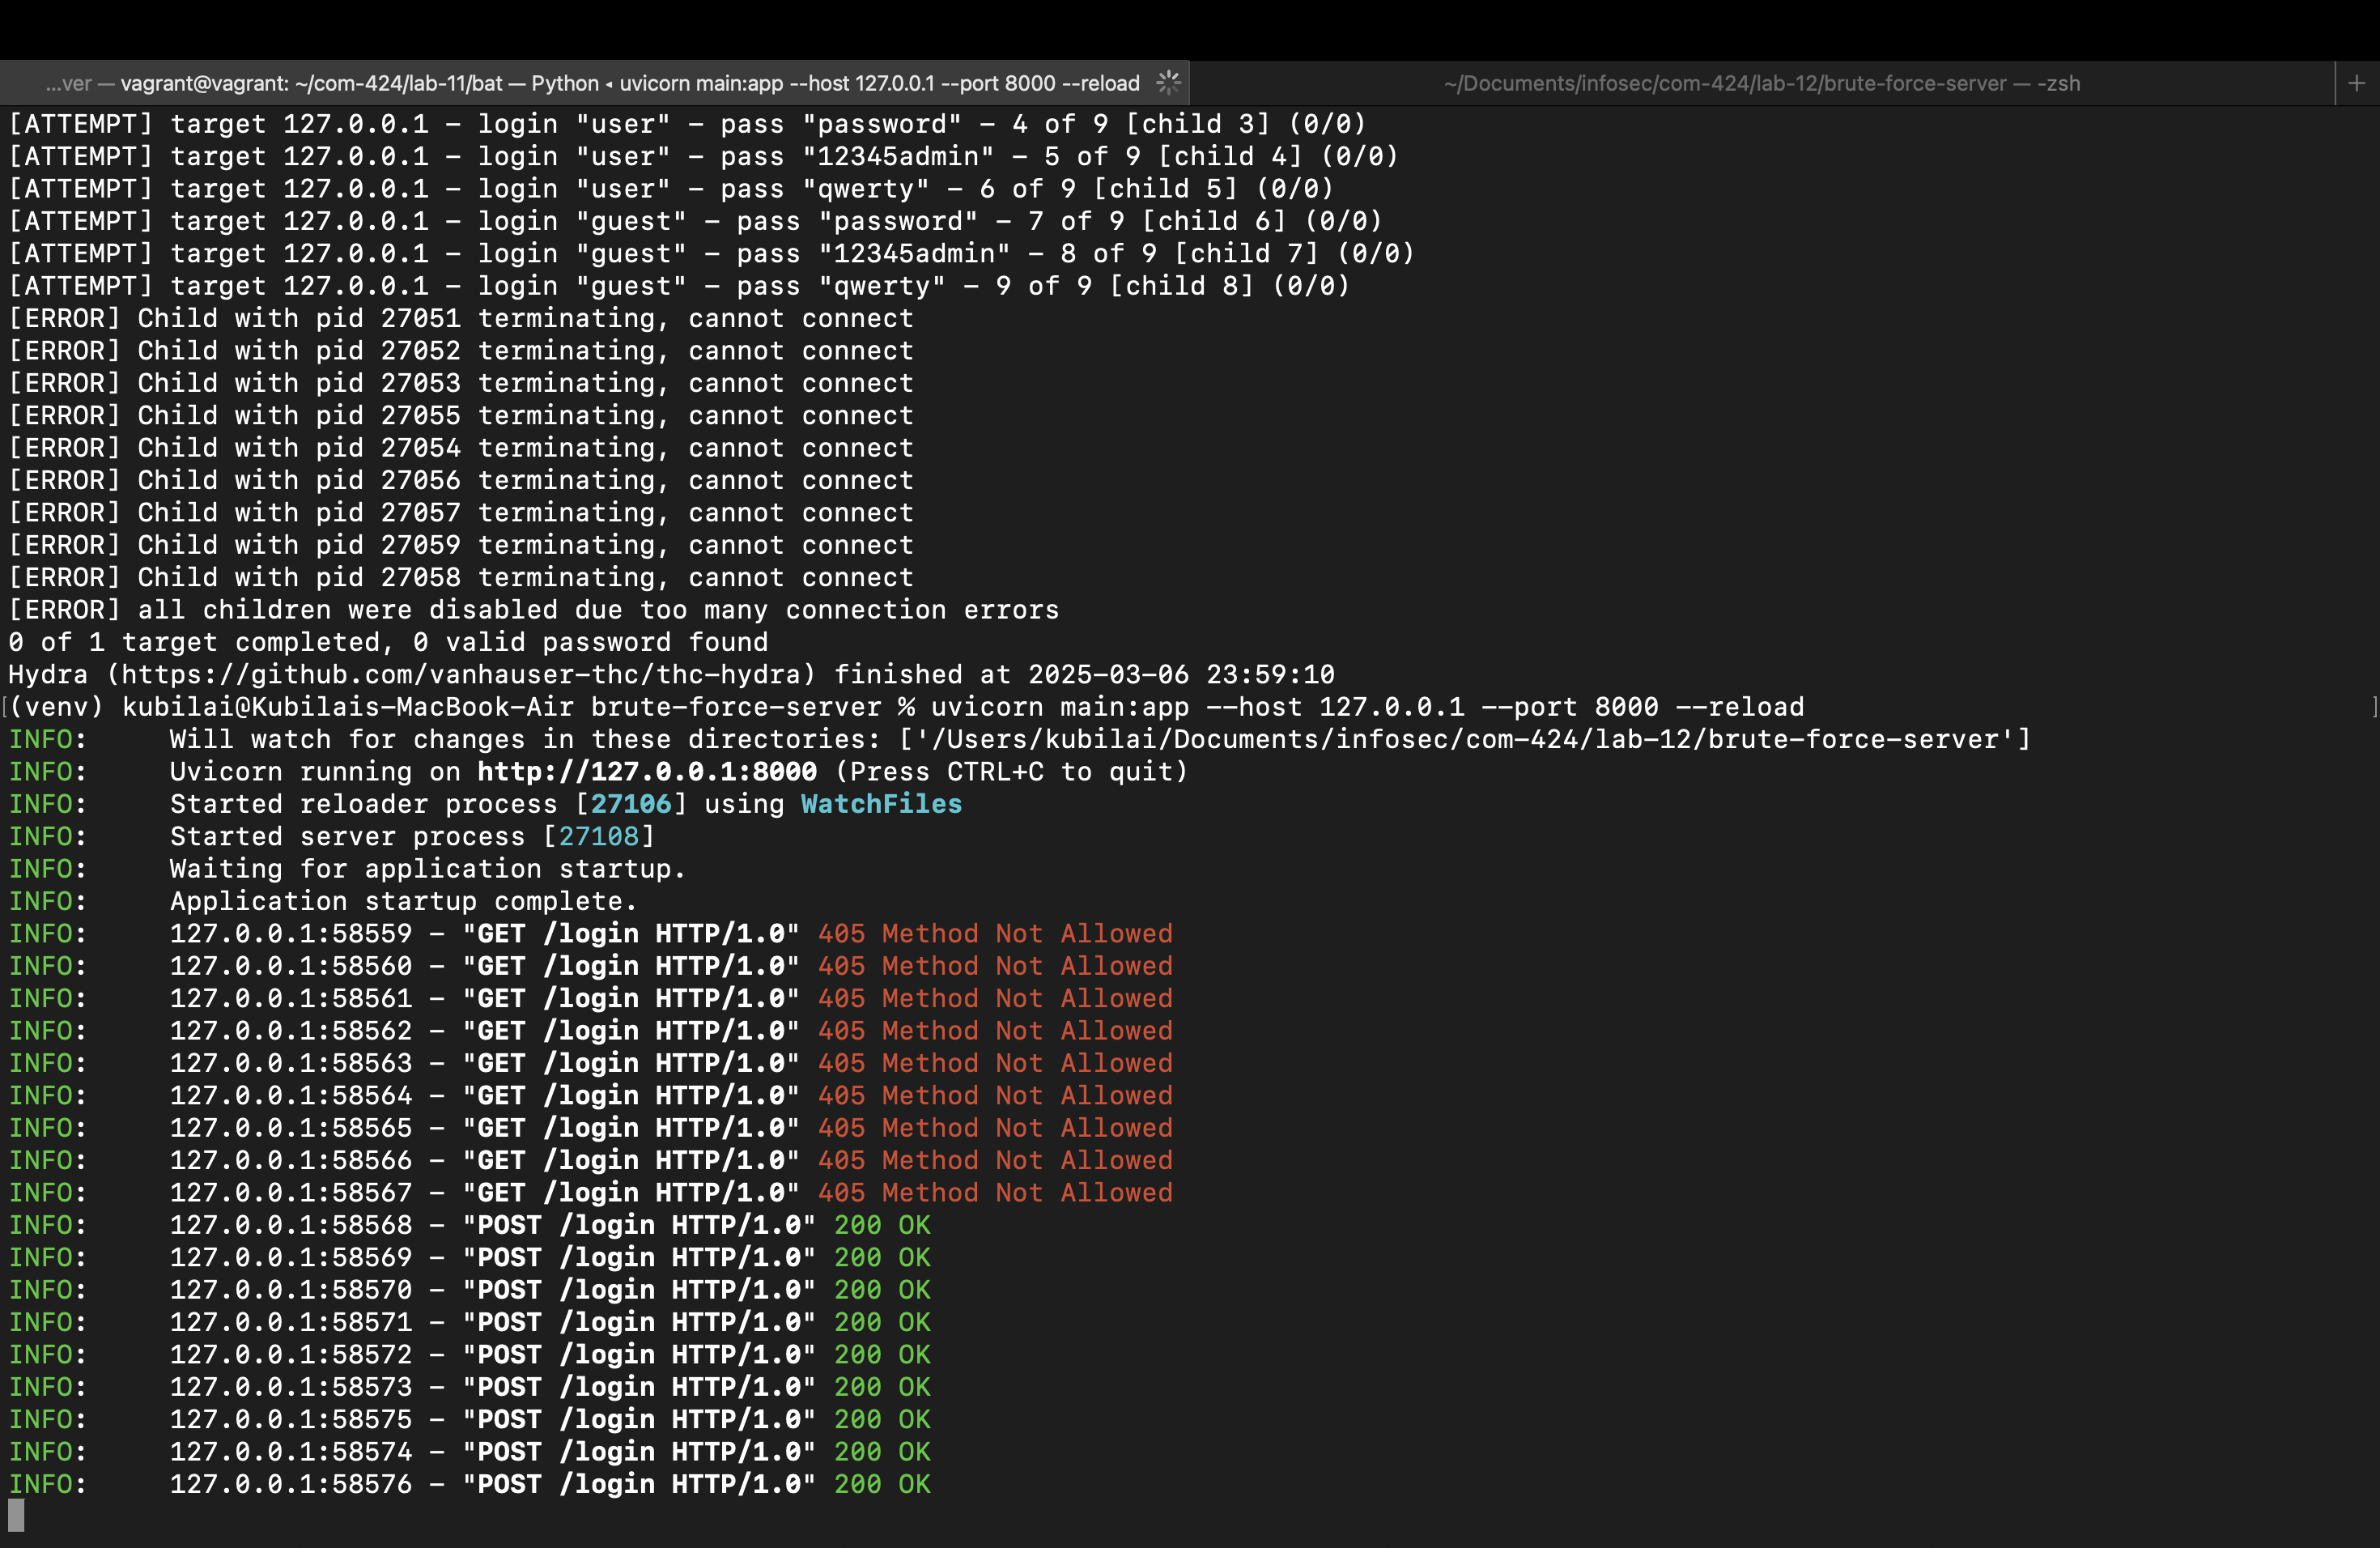 ...ver — vagrant@vagrant: ~/com-424/lab-11/bat — Python ◂ uvicorn main:app --host 127.0.0.1 --port 8000 --reload
~/Documents/infosec/com-424/lab-12/brute-force-server — -zsh
+
[ATTEMPT] target 127.0.0.1 - login "user" - pass "password" - 4 of 9 [child 3] (0/0)
[ATTEMPT] target 127.0.0.1 - login "user" - pass "12345admin" - 5 of 9 [child 4] (0/0)
[ATTEMPT] target 127.0.0.1 - login "user" - pass "qwerty" - 6 of 9 [child 5] (0/0)
[ATTEMPT] target 127.0.0.1 - login "guest" - pass "password" - 7 of 9 [child 6] (0/0)
[ATTEMPT] target 127.0.0.1 - login "guest" - pass "12345admin" - 8 of 9 [child 7] (0/0)
[ATTEMPT] target 127.0.0.1 - login "guest" - pass "qwerty" - 9 of 9 [child 8] (0/0)
[ERROR] Child with pid 27051 terminating, cannot connect
[ERROR] Child with pid 27052 terminating, cannot connect
[ERROR] Child with pid 27053 terminating, cannot connect
[ERROR] Child with pid 27055 terminating, cannot connect
[ERROR] Child with pid 27054 terminating, cannot connect
[ERROR] Child with pid 27056 terminating, cannot connect
[ERROR] Child with pid 27057 terminating, cannot connect
[ERROR] Child with pid 27059 terminating, cannot connect
[ERROR] Child with pid 27058 terminating, cannot connect
[ERROR] all children were disabled due too many connection errors
0 of 1 target completed, 0 valid password found
Hydra (https://github.com/vanhauser-thc/thc-hydra) finished at 2025-03-06 23:59:10
[(venv) kubilai@Kubilais-MacBook-Air brute-force-server % uvicorn main:app --host 127.0.0.1 --port 8000 --reload ]
INFO:     Will watch for changes in these directories: ['/Users/kubilai/Documents/infosec/com-424/lab-12/brute-force-server']
INFO:     Uvicorn running on http://127.0.0.1:8000 (Press CTRL+C to quit)
INFO:     Started reloader process [27106] using WatchFiles
INFO:     Started server process [27108]
INFO:     Waiting for application startup.
INFO:     Application startup complete.
INFO:     127.0.0.1:58559 - "GET /login HTTP/1.0" 405 Method Not Allowed
INFO:     127.0.0.1:58560 - "GET /login HTTP/1.0" 405 Method Not Allowed
INFO:     127.0.0.1:58561 - "GET /login HTTP/1.0" 405 Method Not Allowed
INFO:     127.0.0.1:58562 - "GET /login HTTP/1.0" 405 Method Not Allowed
INFO:     127.0.0.1:58563 - "GET /login HTTP/1.0" 405 Method Not Allowed
INFO:     127.0.0.1:58564 - "GET /login HTTP/1.0" 405 Method Not Allowed
INFO:     127.0.0.1:58565 - "GET /login HTTP/1.0" 405 Method Not Allowed
INFO:     127.0.0.1:58566 - "GET /login HTTP/1.0" 405 Method Not Allowed
INFO:     127.0.0.1:58567 - "GET /login HTTP/1.0" 405 Method Not Allowed
INFO:     127.0.0.1:58568 - "POST /login HTTP/1.0" 200 OK
INFO:     127.0.0.1:58569 - "POST /login HTTP/1.0" 200 OK
INFO:     127.0.0.1:58570 - "POST /login HTTP/1.0" 200 OK
INFO:     127.0.0.1:58571 - "POST /login HTTP/1.0" 200 OK
INFO:     127.0.0.1:58572 - "POST /login HTTP/1.0" 200 OK
INFO:     127.0.0.1:58573 - "POST /login HTTP/1.0" 200 OK
INFO:     127.0.0.1:58575 - "POST /login HTTP/1.0" 200 OK
INFO:     127.0.0.1:58574 - "POST /login HTTP/1.0" 200 OK
INFO:     127.0.0.1:58576 - "POST /login HTTP/1.0" 200 OK